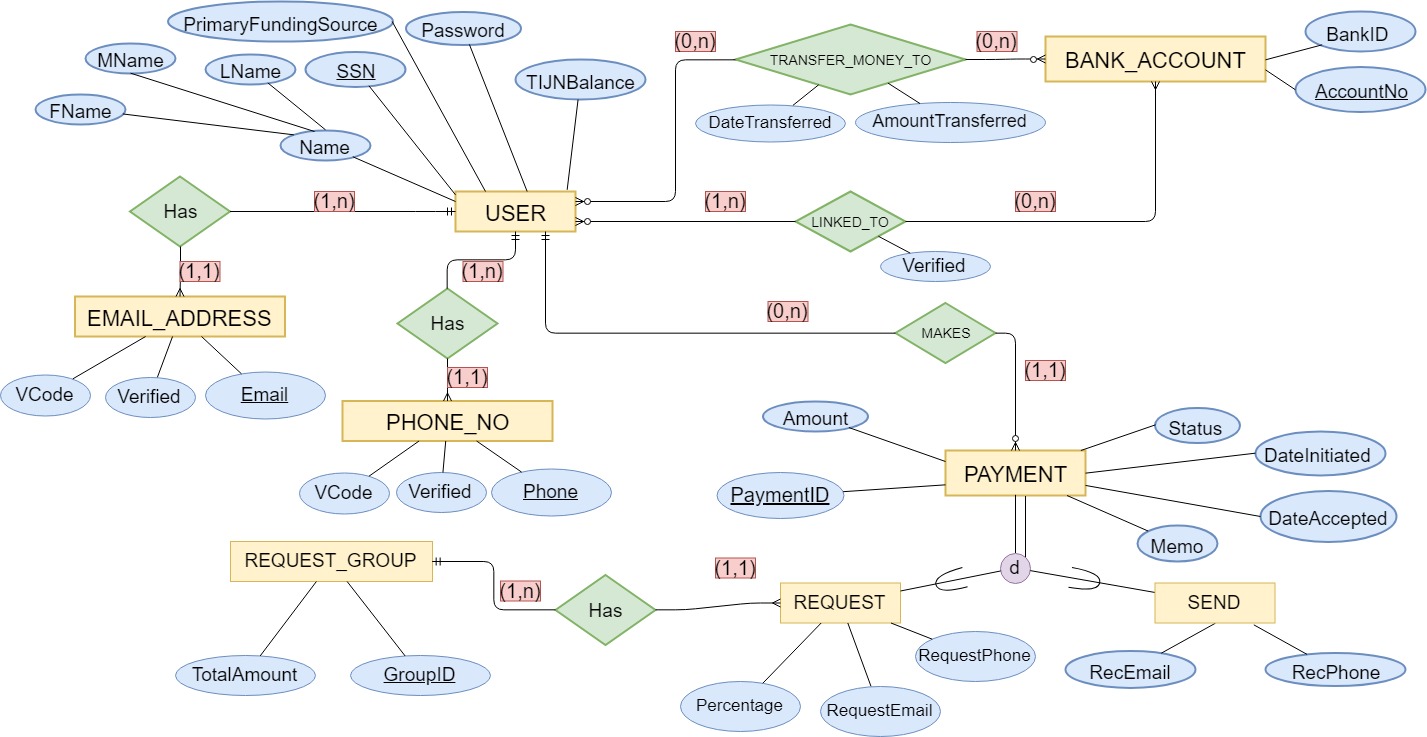 PrimaryFundingSource
Password
MName
LName
SSN
TIJNBalance
FName
Name
(0,n)
TRANSFER_MONEY_TO
(0,n)
BANK_ACCOUNT
BankID
AccountNo
DateTransferred
AmountTransferred
Has
(1,n)
USER
(1,n)
LINKED_TO
(0,n)
Verified
(1,1)
(1,n)
EMAIL_ADDRESS
Has
(0,n)
MAKES
VCode
Verified
Email
(1,1)
(1,1)
PHONE_NO
Amount
Status
DateInitiated
VCode
Verified
Phone
PaymentID
PAYMENT
DateAccepted
Memo
REQUEST_GROUP
(1,n)
Has
(1,1)
d
REQUEST
SEND
TotalAmount
GroupID
RequestPhone
RecEmail
RecPhone
Percentage
RequestEmail